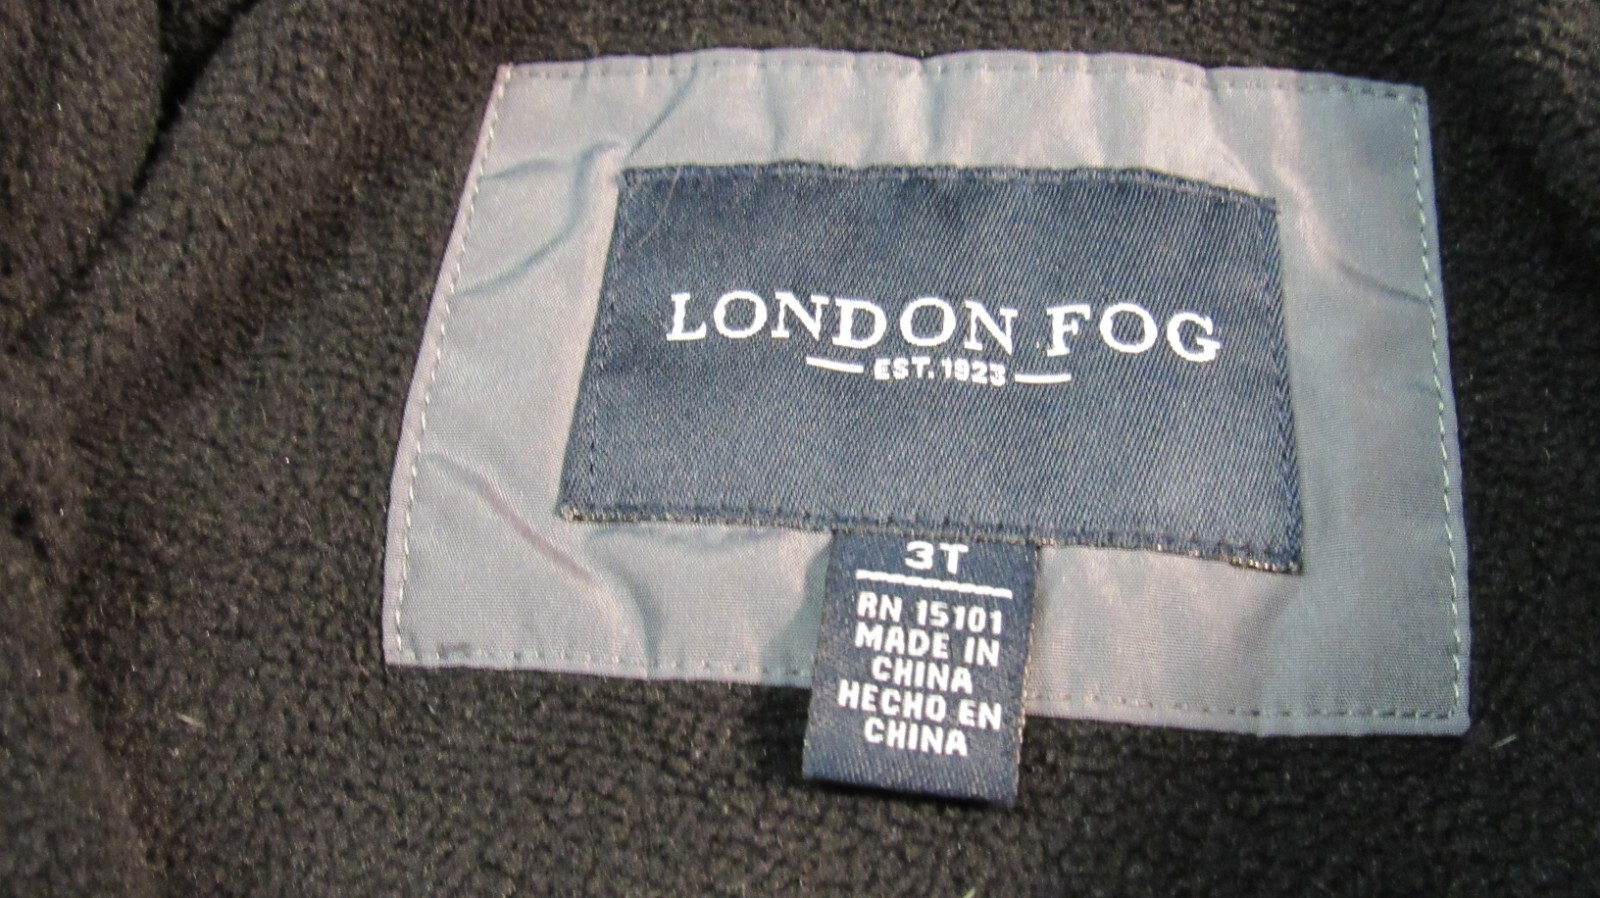 LONDON FOG
EST. 1923
3T
RN 15101
MADE IN
CHINA
HECHO EN
CHINA